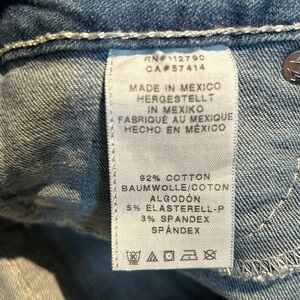 RN#112790
CA#57414
MADE IN MEXICO
HERGESTELLT
IN MEXIKO
FABRIQUÉ AU MEXIQUE
HECHO EN MÉXICO
92% COTTON
BAUMWOLLE/COTON
ALGODÓN
5% ELASTERELL-P
3% SPANDEX
SPÁNDEX